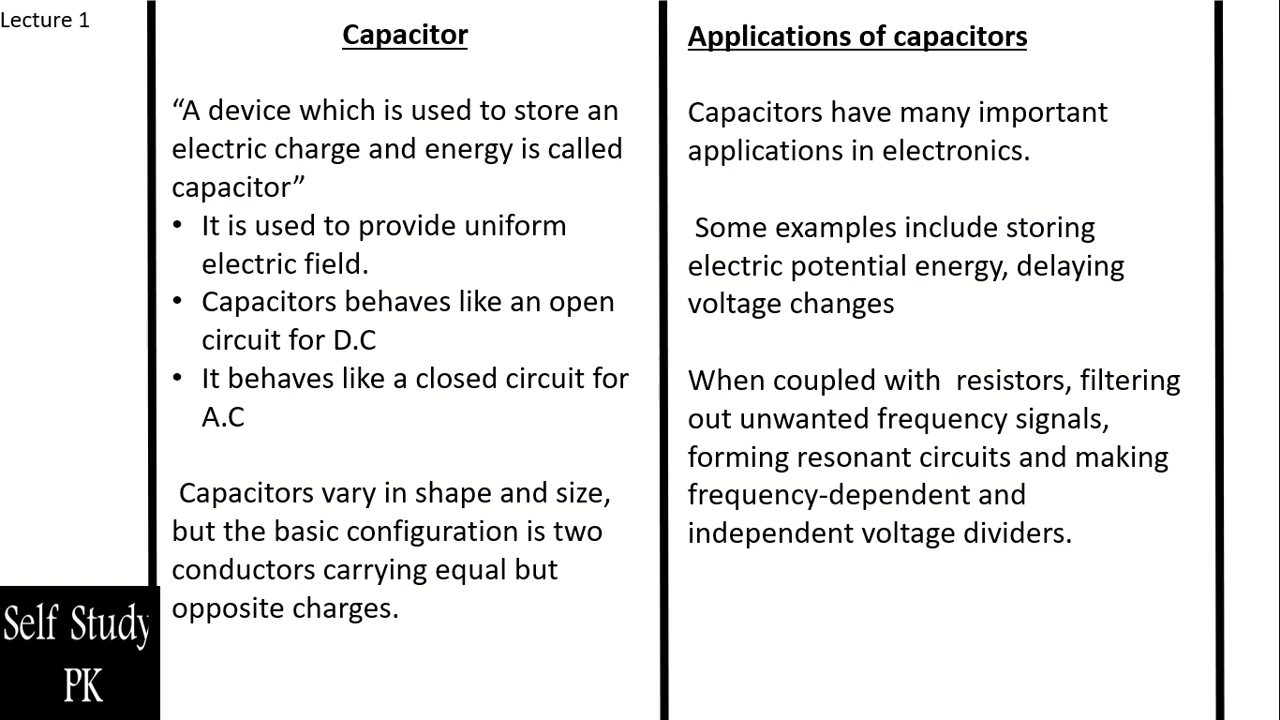 Lecture 1
Capacitor
“A device which is used to store an
electric charge and energy is called
capacitor”
• It is used to provide uniform
electric field.
• Capacitors behaves like an open
circuit for D.C
• It behaves like a closed circuit for
A.C
Capacitors vary in shape and size,
but the basic configuration is two
conductors carrying equal but
opposite charges.
Applications of capacitors
Capacitors have many important
applications in electronics.
Some examples include storing
electric potential energy, delaying
voltage changes
When coupled with  resistors, filtering
out unwanted frequency signals,
forming resonant circuits and making
frequency-dependent and
independent voltage dividers.
Self Study
PK